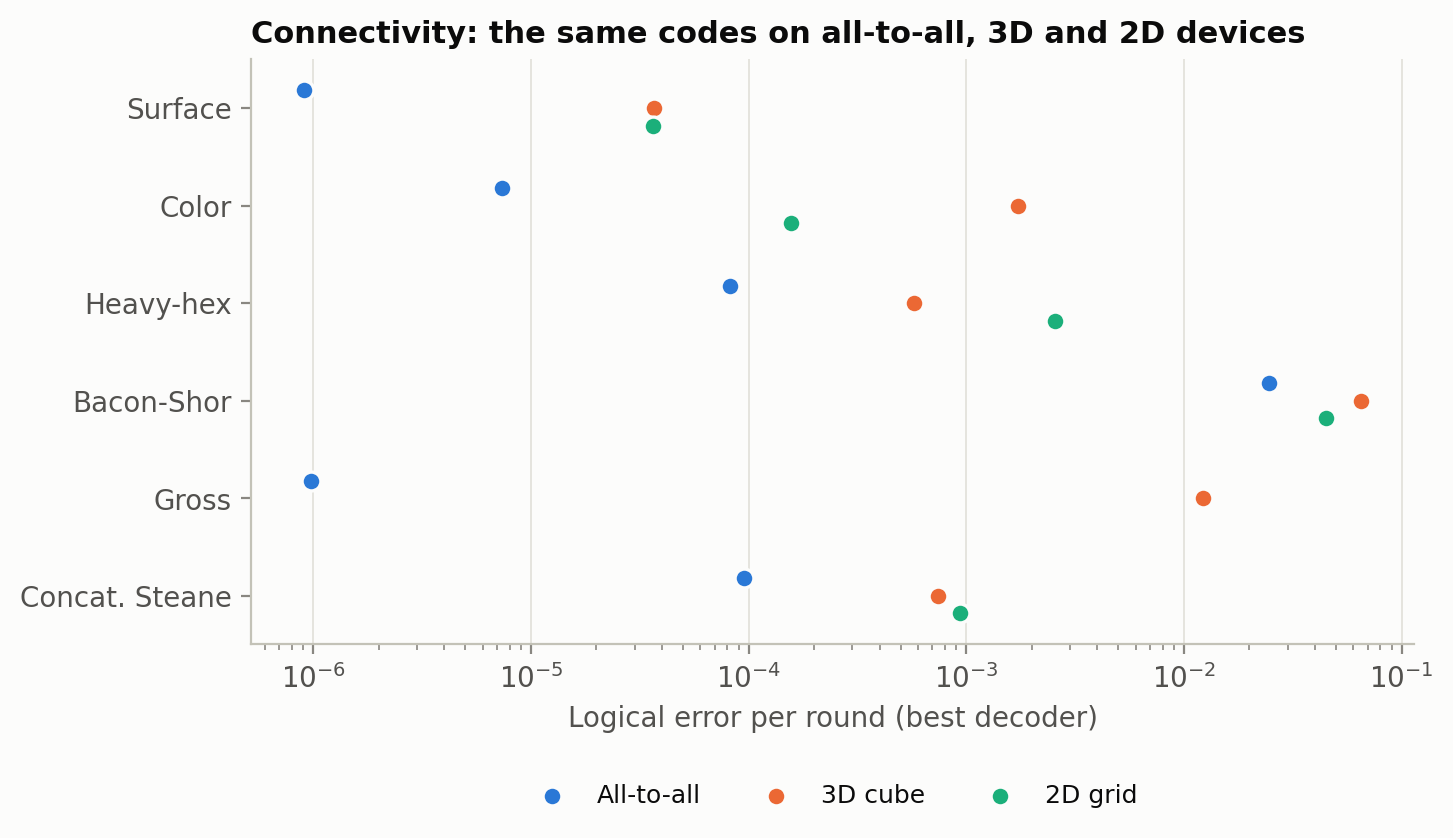 Connectivity: the same codes on all-to-all, 3D and 2D devices
Surface
Color
Heavy-hex
Bacon-Shor
Gross
Concat. Steane
10⁻⁶ 10⁻⁵ 10⁻⁴ 10⁻³ 10⁻² 10⁻¹
Logical error per round (best decoder)
All-to-all 3D cube 2D grid